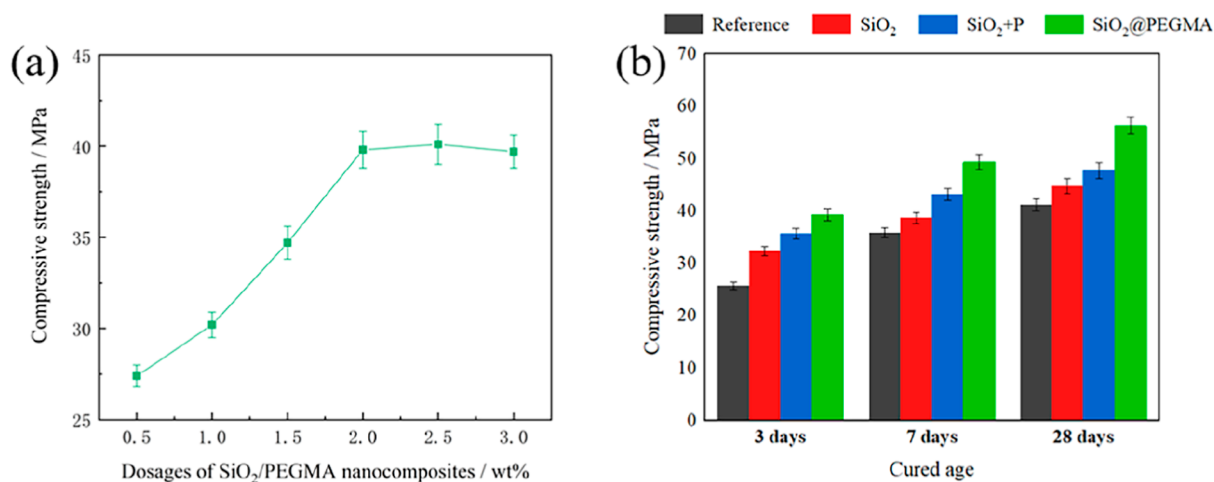 (a)
Compressive strength / MPa
45
40
35
30
25
0.5 1.0 1.5 2.0 2.5 3.0
Dosages of SiO₂/PEGMA nanocomposites / wt%
Reference SiO₂ SiO₂+P SiO₂@PEGMA
(b)
Compressive strength / MPa
70
60
50
40
30
20
10
0
3 days 7 days 28 days
Cured age